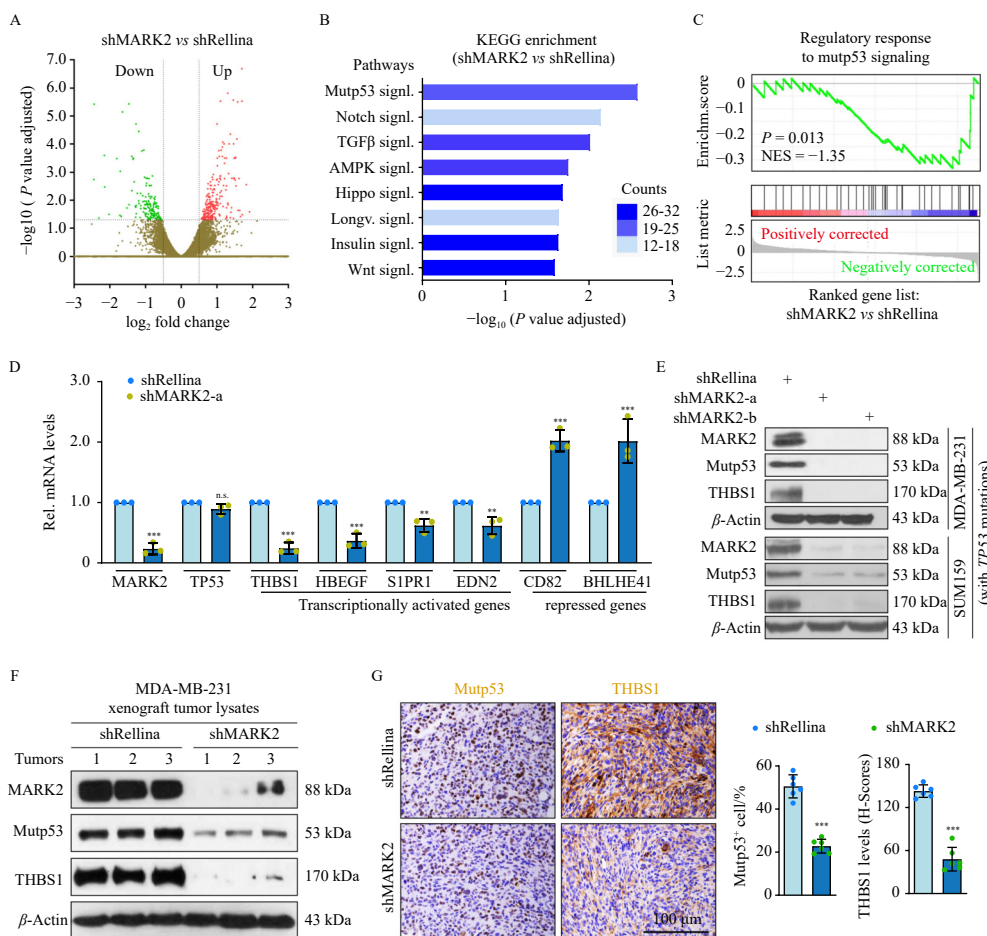 A
shMARK2 vs shRellina
Down
Up
7.0
6.0
5.0
4.0
3.0
2.0
1.0
0
−log10 (P value adjusted)
−3
−2
−1
0
1
2
3
log₂ fold change
B
KEGG enrichment
(shMARK2 vs shRellina)
Pathways
Mutp53 signl.
Notch signl.
TGFβ signl.
AMPK signl.
Hippo signl.
Longv. signl.
Insulin signl.
Wnt signl.
Counts
26-32
19-25
12-18
0
1
2
3
−log₁₀ (P value adjusted)
C
Regulatory response
to mutp53 signaling
Enrichm.score
0
−0.1
−0.2
−0.3
P = 0.013
NES = −1.35
List metric
2.5
0
−2.5
Positively corrected
Negatively corrected
Ranked gene list:
shMARK2 vs shRellina
D
shRellina
shMARK2-a
Rel. mRNA levels
3.0
2.0
1.0
0
***
n.s.
***
***
**
**
***
***
MARK2 TP53 THBS1 HBEGF S1PR1 EDN2 CD82 BHLHE41
Transcriptionally activated genes repressed genes
E
shRellina +
shMARK2-a +
shMARK2-b +
MARK2 88 kDa
Mutp53 53 kDa
THBS1 170 kDa
β-Actin 43 kDa
MDA-MB-231
MARK2 88 kDa
Mutp53 53 kDa
THBS1 170 kDa
β-Actin 43 kDa
SUM159
(with TP53 mutations)
F
MDA-MB-231
xenograft tumor lysates
shRellina shMARK2
Tumors 1 2 3 1 2 3
MARK2 88 kDa
Mutp53 53 kDa
THBS1 170 kDa
β-Actin 43 kDa
G
Mutp53 THBS1
shRellina
shMARK2
100 μm
shRellina
shMARK2
Mutp53⁺ cell/%
60
40
20
0
***
THBS1 levels (H-Scores)
180
120
60
0
***